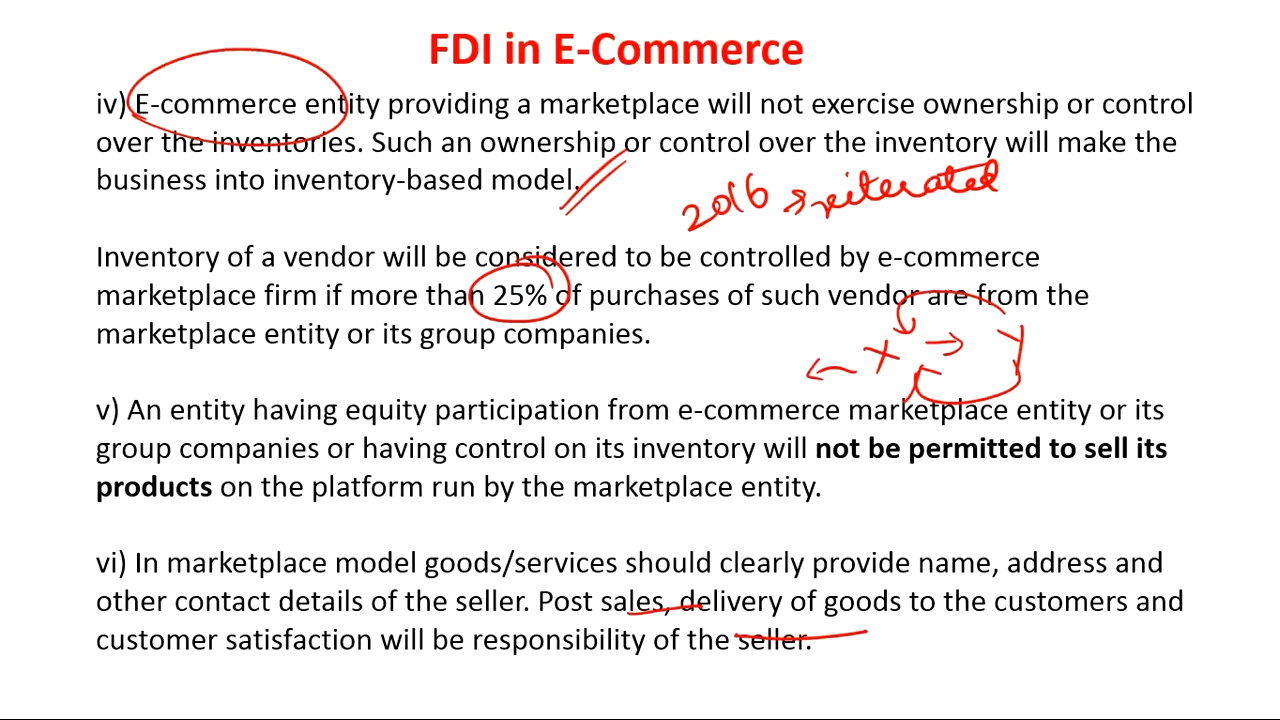 FDI in E-Commerce
iv) E-commerce entity providing a marketplace will not exercise ownership or control
over the inventories. Such an ownership or control over the inventory will make the
business into inventory-based model.
2016 reiterated
Inventory of a vendor will be considered to be controlled by e-commerce
marketplace firm if more than 25% of purchases of such vendor are from the
marketplace entity or its group companies.
X → Y
v) An entity having equity participation from e-commerce marketplace entity or its
group companies or having control on its inventory will not be permitted to sell its
products on the platform run by the marketplace entity.
vi) In marketplace model goods/services should clearly provide name, address and
other contact details of the seller. Post sales, delivery of goods to the customers and
customer satisfaction will be responsibility of the seller.